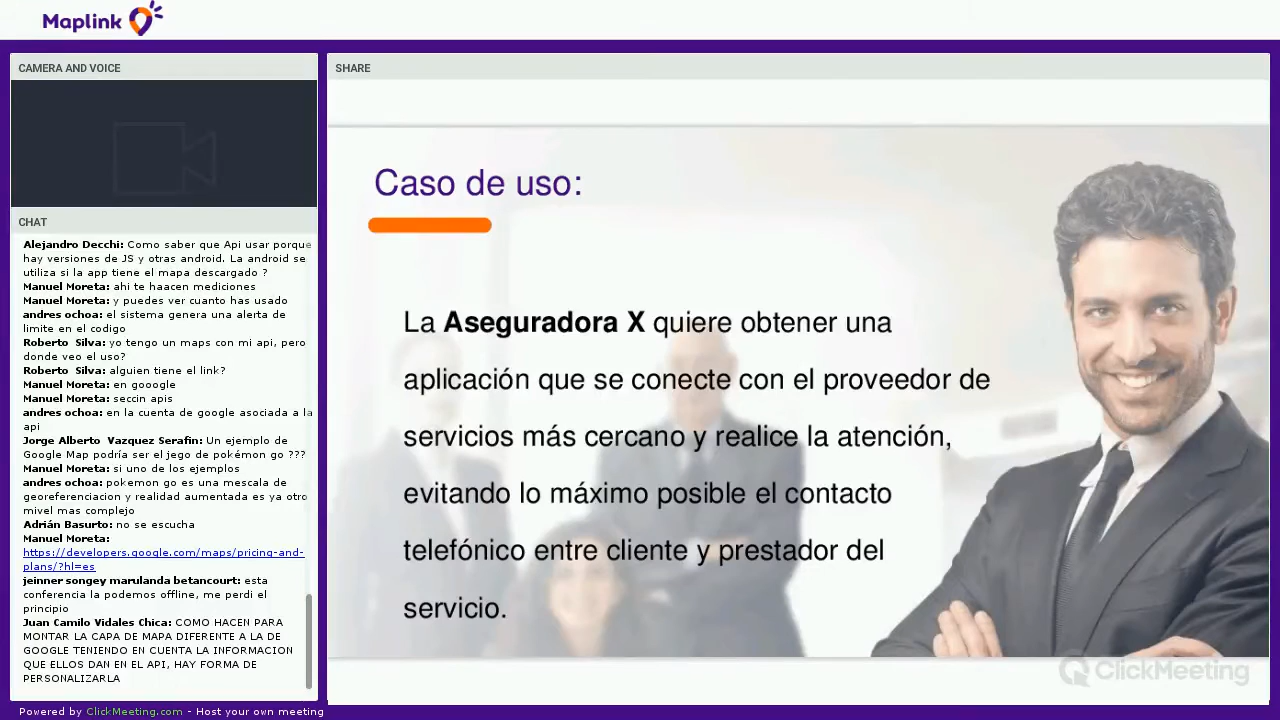 Maplink
CAMERA AND VOICE
CHAT
Alejandro Decchi: Como saber que Api usar porque
hay versiones de JS y otras android. La android se
utiliza si la app tiene el mapa descargado ?
Manuel Moreta: ahi te haacen mediciones
Manuel Moreta: y puedes ver cuanto has usado
andres ochoa: el sistema genera una alerta de
limite en el codigo
Roberto Silva: yo tengo un maps con mi api, pero
donde veo el uso?
Roberto Silva: alguien tiene el link?
Manuel Moreta: en gooogle
Manuel Moreta: seccin apis
andres ochoa: en la cuenta de google asociada a la
api
Jorge Alberto Vazquez Serafin: Un ejemplo de
Google Map podría ser el jego de pokémon go ???
Manuel Moreta: si uno de los ejemplos
andres ochoa: pokemon go es una mescala de
georeferenciacion y realidad aumentada es ya otro
mivel mas complejo
Adrián Basurto: no se escucha
Manuel Moreta:
https://developers.google.com/maps/pricing-and-
plans/?hl=es
jeinner songey marulanda betancourt: esta
conferencia la podemos offline, me perdi el
principio
Juan Camilo Vidales Chica: COMO HACEN PARA
MONTAR LA CAPA DE MAPA DIFERENTE A LA DE
GOOGLE TENIENDO EN CUENTA LA INFORMACION
QUE ELLOS DAN EN EL API, HAY FORMA DE
PERSONALIZARLA
SHARE
Caso de uso:
La Aseguradora X quiere obtener una
aplicación que se conecte con el proveedor de
servicios más cercano y realice la atención,
evitando lo máximo posible el contacto
telefónico entre cliente y prestador del
servicio.
ClickMeeting
Powered by ClickMeeting.com - Host your own meeting